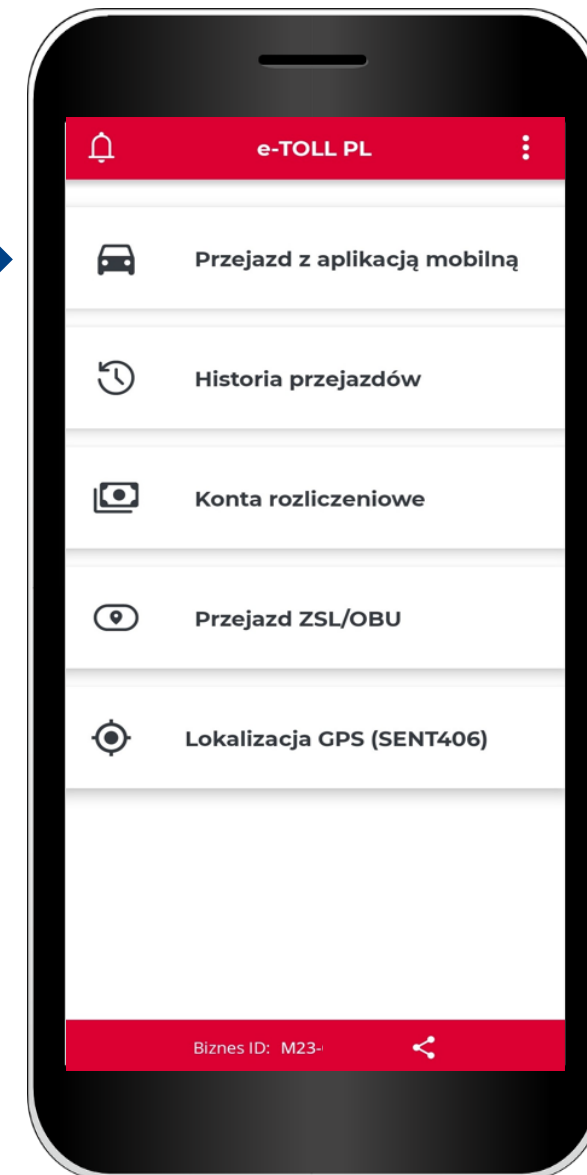 e-TOLL PL
Przejazd z aplikacją mobilną
Historia przejazdów
Konta rozliczeniowe
Przejazd ZSL/OBU
Lokalizacja GPS (SENT406)
Biznes ID: M23-